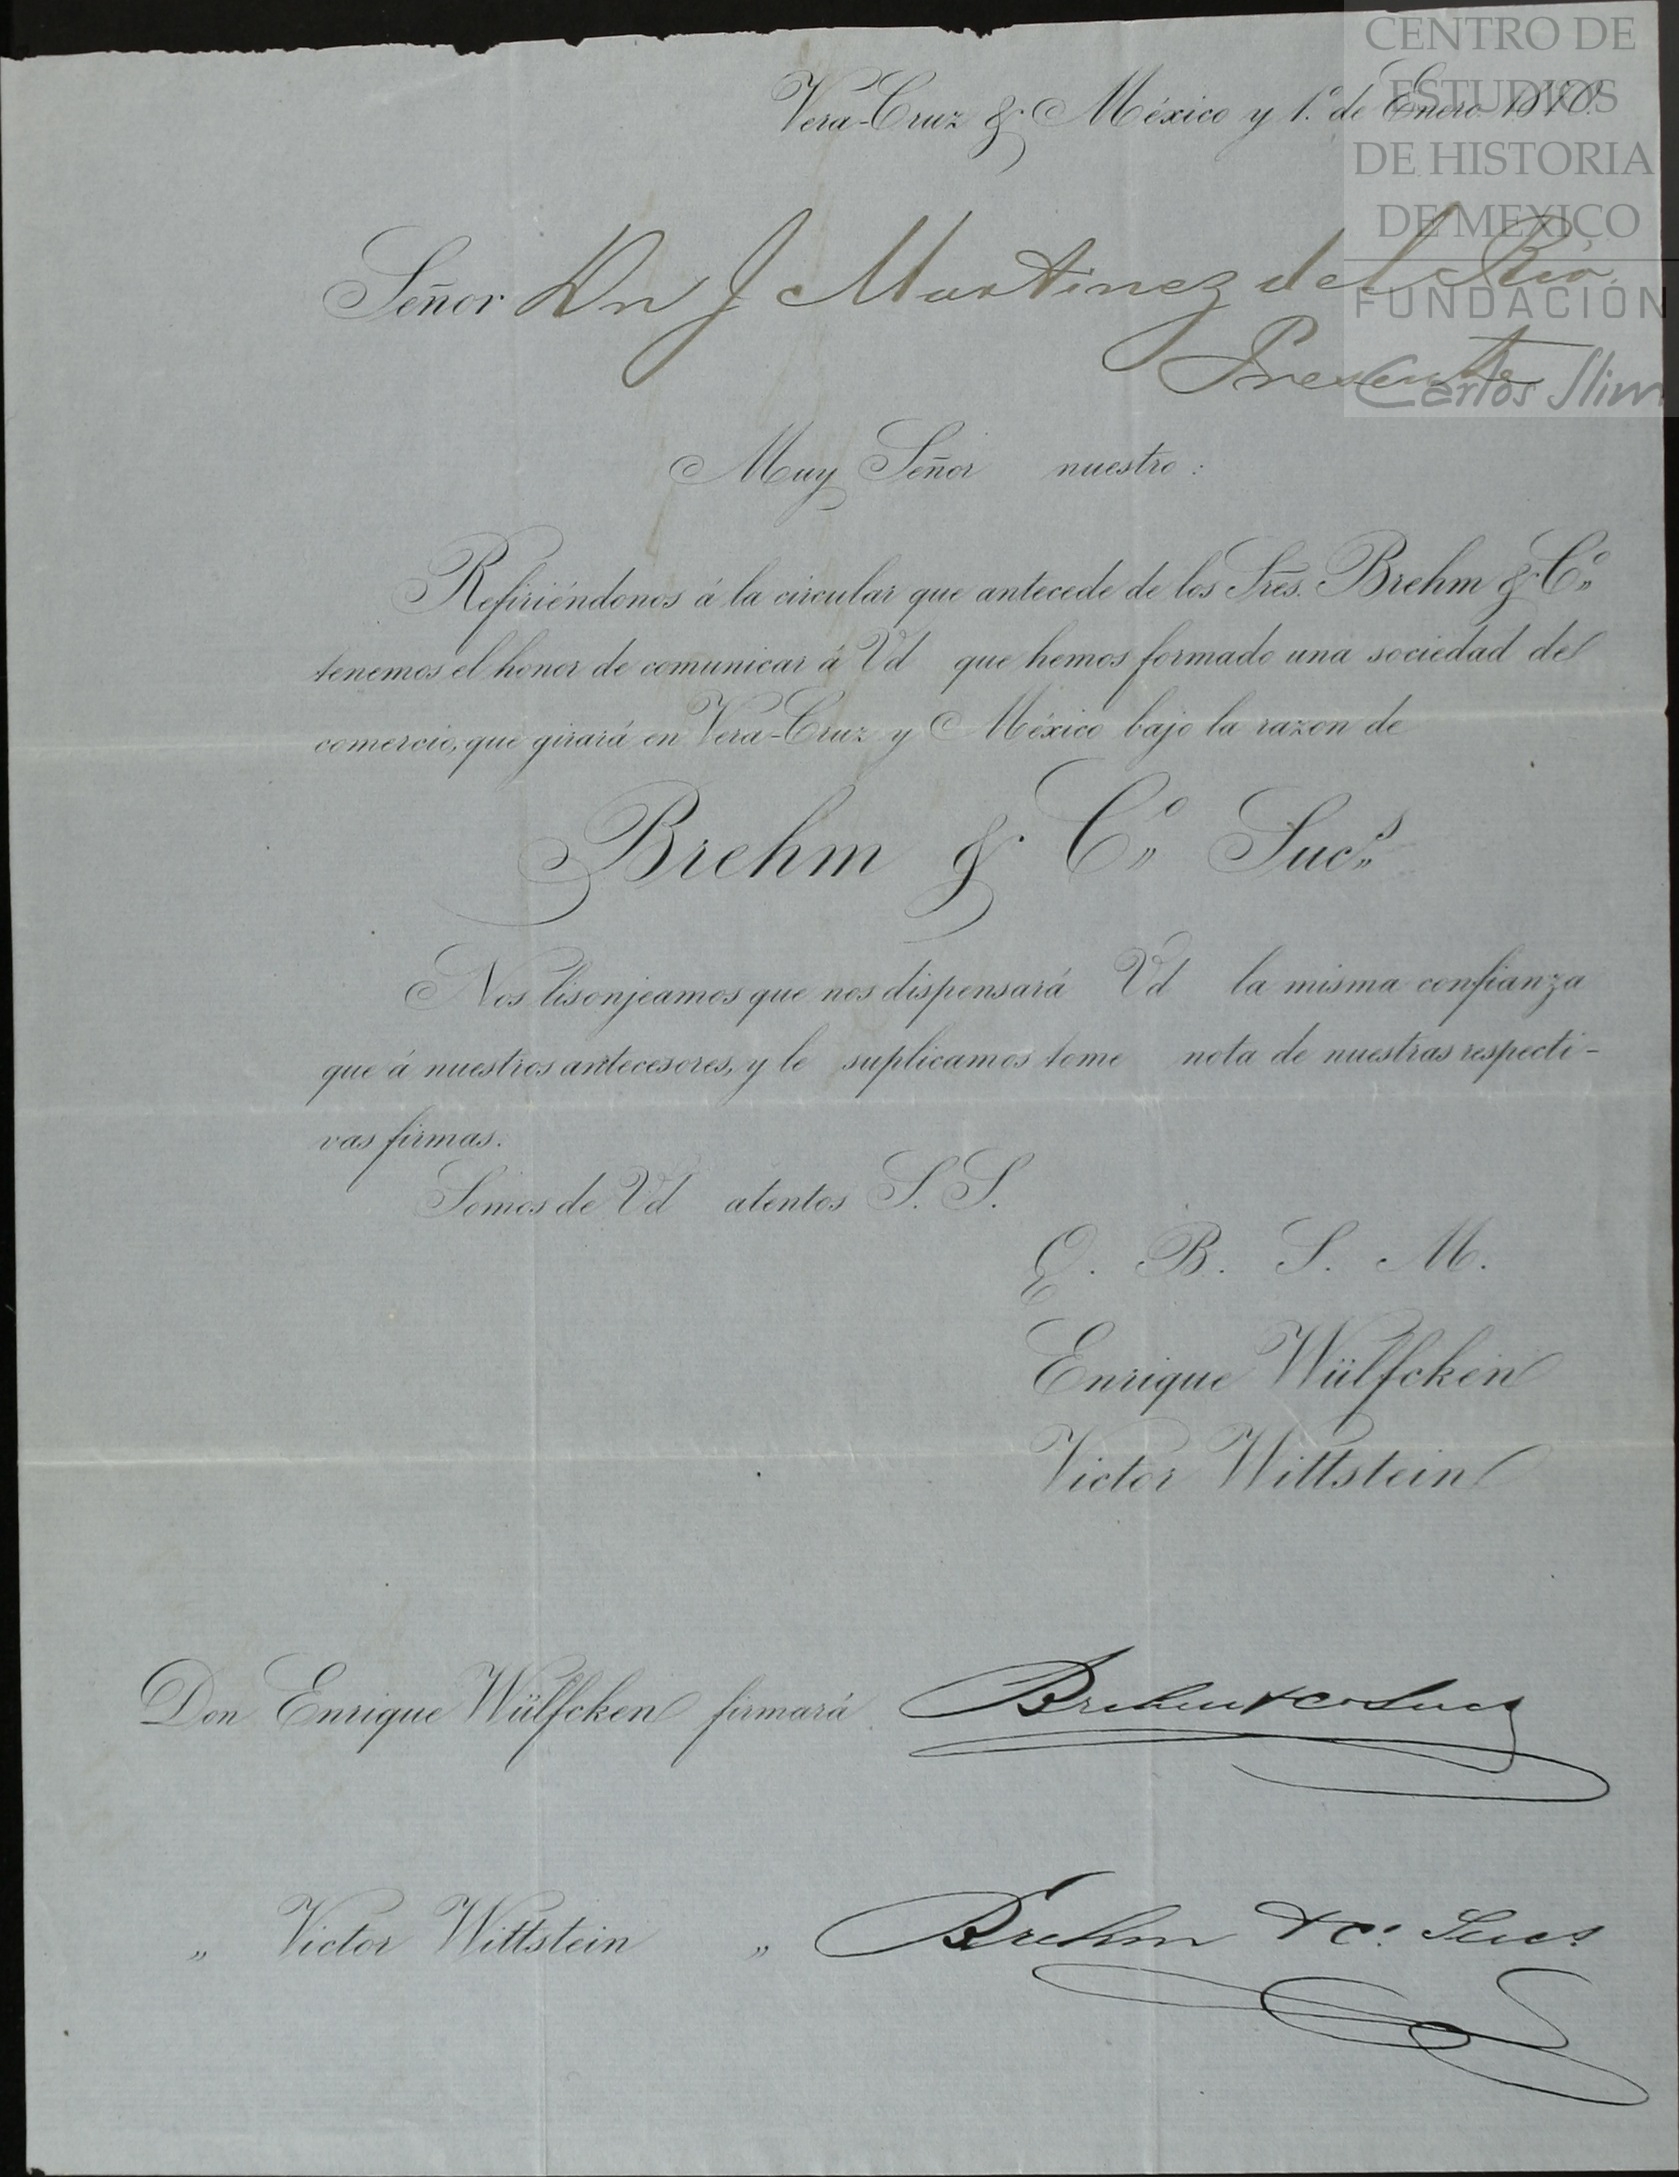 CENTRO DE
ESTUDIOS
DE HISTORIA
DE MEXICO
FUNDACIÓN
Carlos Slim
Vera-Cruz & México y 1.º de Enero 1870.
Señor Dn J Martinez del Rio
Presente
Muy Señor nuestro:
Refiriéndonos á la circular que antecede de los Sres. Brehm & Cº
tenemos el honor de comunicar á Vd que hemos formado una sociedad de
comercio, que girará en Vera-Cruz y México bajo la razon de
Brehm & Cº Sucs
Nos lisonjeamos que nos dispensará Vd la misma confianza
que á nuestros antecesores, y le suplicamos tome nota de nuestras respecti-
vas firmas.
Somos de Vd atentos S. S.
Q. B. S. M.
Enrique Wülfcken
Victor Wittstein
Don Enrique Wülfcken firmará Brehm & Co Sucs
„ Victor Wittstein „ Brehm & Cº Sucs